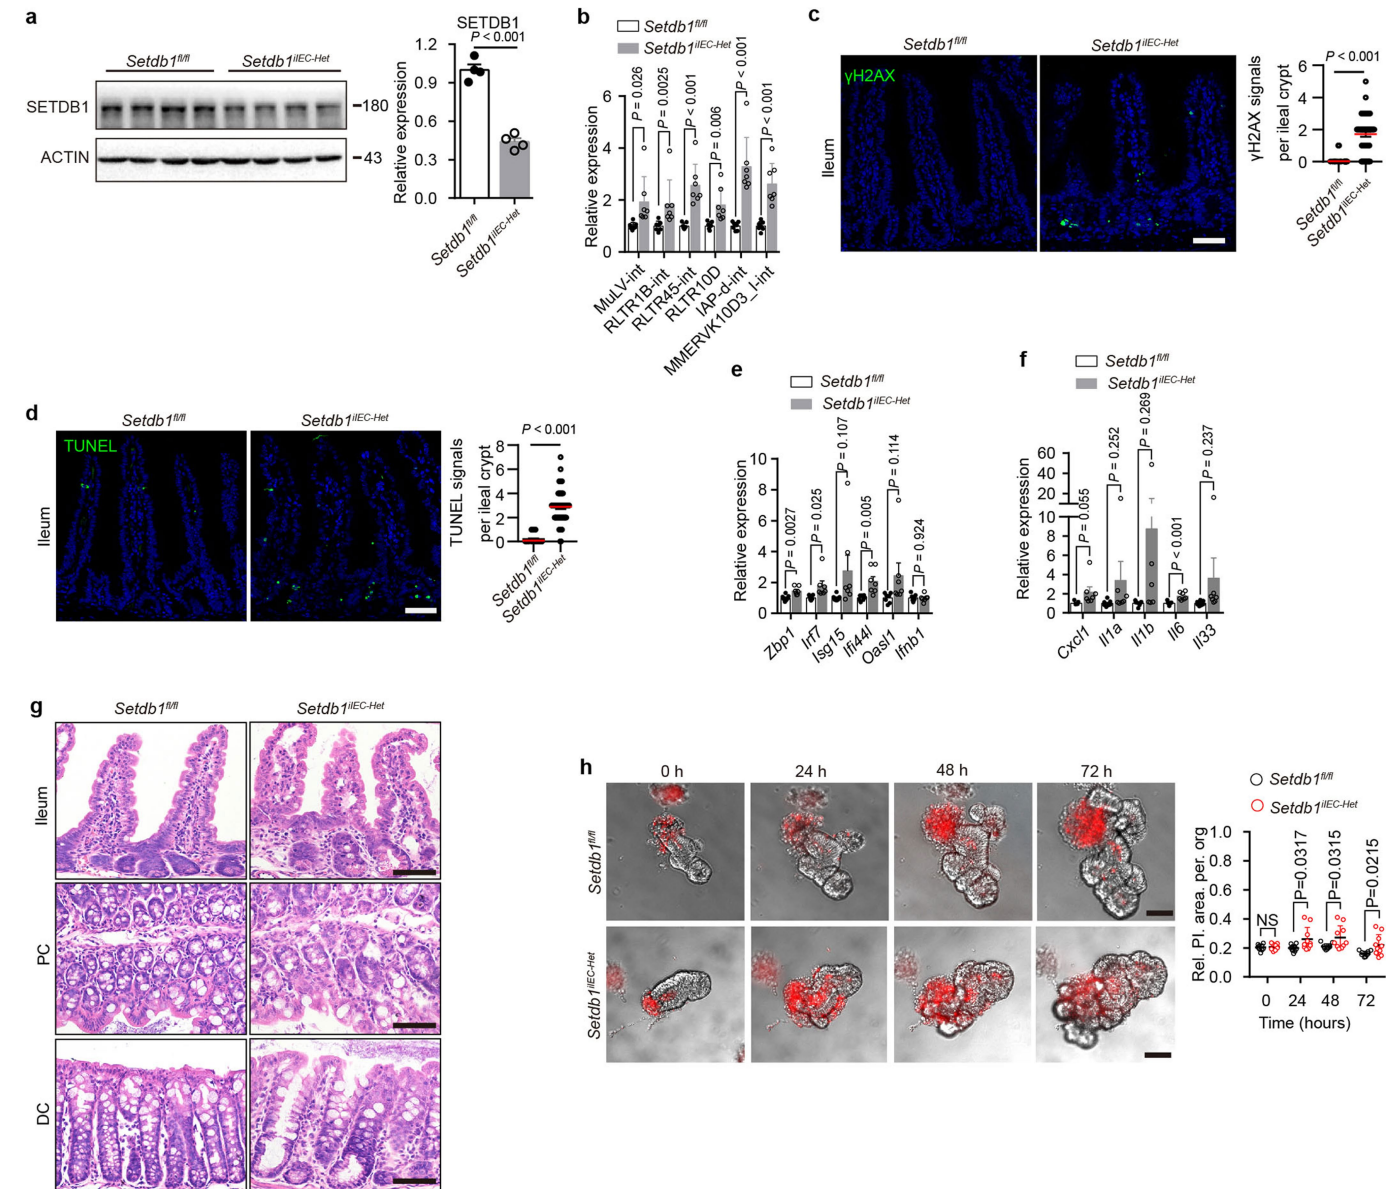 a
Setdb1fl/fl
Setdb1iIEC-Het
SETDB1
180
ACTIN
43
SETDB1
P < 0.001
Relative expression
1.2
0.9
0.6
0.3
0.0
Setdb1fl/fl
Setdb1iIEC-Het
b
Setdb1fl/fl
Setdb1iIEC-Het
Relative expression
6
4
2
0
P = 0.026
P = 0.0025
P < 0.001
P = 0.006
P < 0.001
P < 0.001
MuLV-int
RLTR1B-int
RLTR45-int
RLTR10D
IAP-d-int
MMERVK10D3_I-int
c
Setdb1fl/fl
Setdb1iIEC-Het
γH2AX
Ileum
P < 0.001
γH2AX signals
per ileal crypt
6
4
2
0
Setdb1fl/fl
Setdb1iIEC-Het
d
Setdb1fl/fl
Setdb1iIEC-Het
TUNEL
Ileum
P < 0.001
TUNEL signals
per ileal crypt
8
6
4
2
0
Setdb1fl/fl
Setdb1iIEC-Het
e
Setdb1fl/fl
Setdb1iIEC-Het
Relative expression
10
8
6
4
2
0
P = 0.0027
P = 0.025
P = 0.107
P = 0.005
P = 0.114
P = 0.924
Zbp1
Irf7
Isg15
Ifi44l
Oasl1
Ifnb1
f
Setdb1fl/fl
Setdb1iIEC-Het
Relative expression
60
40
20
10
8
6
4
2
0
P = 0.055
P = 0.252
P = 0.269
P < 0.001
P = 0.237
Cxcl1
Il1a
Il1b
Il6
Il33
g
Setdb1fl/fl
Setdb1iIEC-Het
Ileum
PC
DC
h
0 h
24 h
48 h
72 h
Setdb1fl/fl
Setdb1iIEC-Het
Setdb1fl/fl
Setdb1iIEC-Het
Rel. P.I. area. per. org
1.0
0.8
0.6
0.4
0.2
0.0
NS
P=0.0317
P=0.0315
P=0.0215
0
24
48
72
Time (hours)